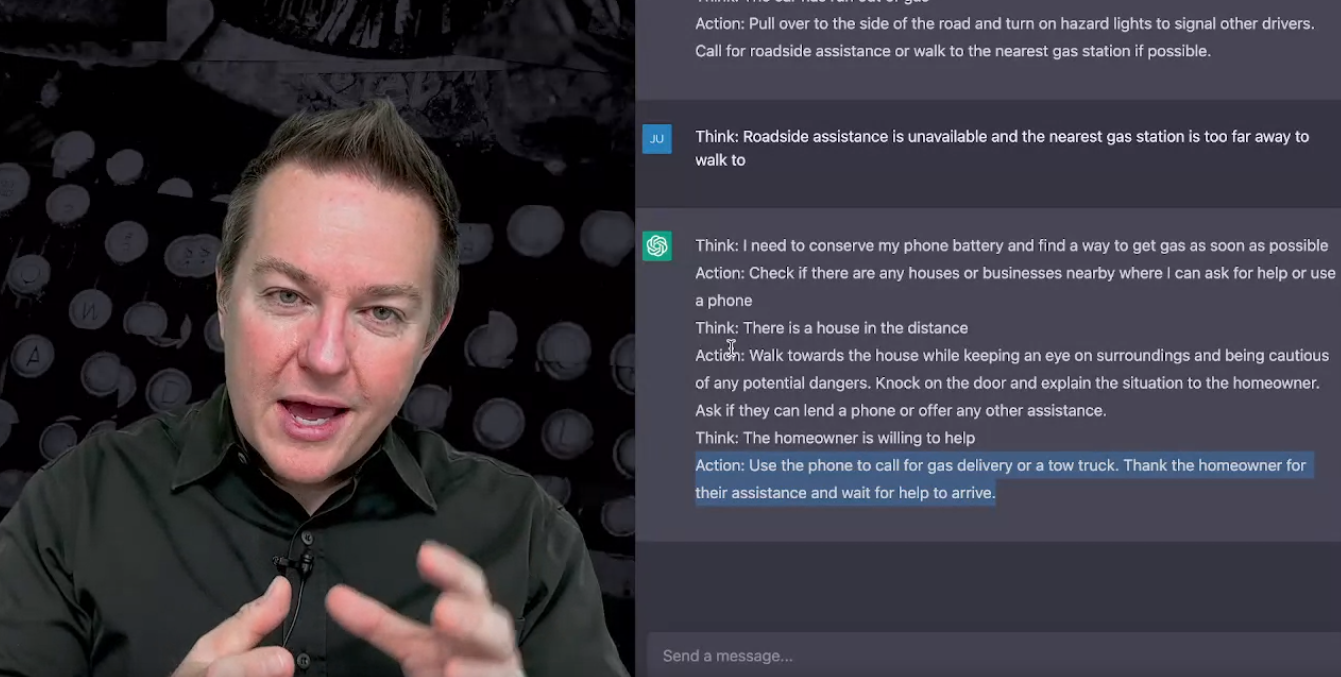 Think: The car has run out of gas
Action: Pull over to the side of the road and turn on hazard lights to signal other drivers.
Call for roadside assistance or walk to the nearest gas station if possible.
JU
Think: Roadside assistance is unavailable and the nearest gas station is too far away to
walk to
Think: I need to conserve my phone battery and find a way to get gas as soon as possible
Action: Check if there are any houses or businesses nearby where I can ask for help or use
a phone
Think: There is a house in the distance
Action: Walk towards the house while keeping an eye on surroundings and being cautious
of any potential dangers. Knock on the door and explain the situation to the homeowner.
Ask if they can lend a phone or offer any other assistance.
Think: The homeowner is willing to help
Action: Use the phone to call for gas delivery or a tow truck. Thank the homeowner for
their assistance and wait for help to arrive.
Send a message...